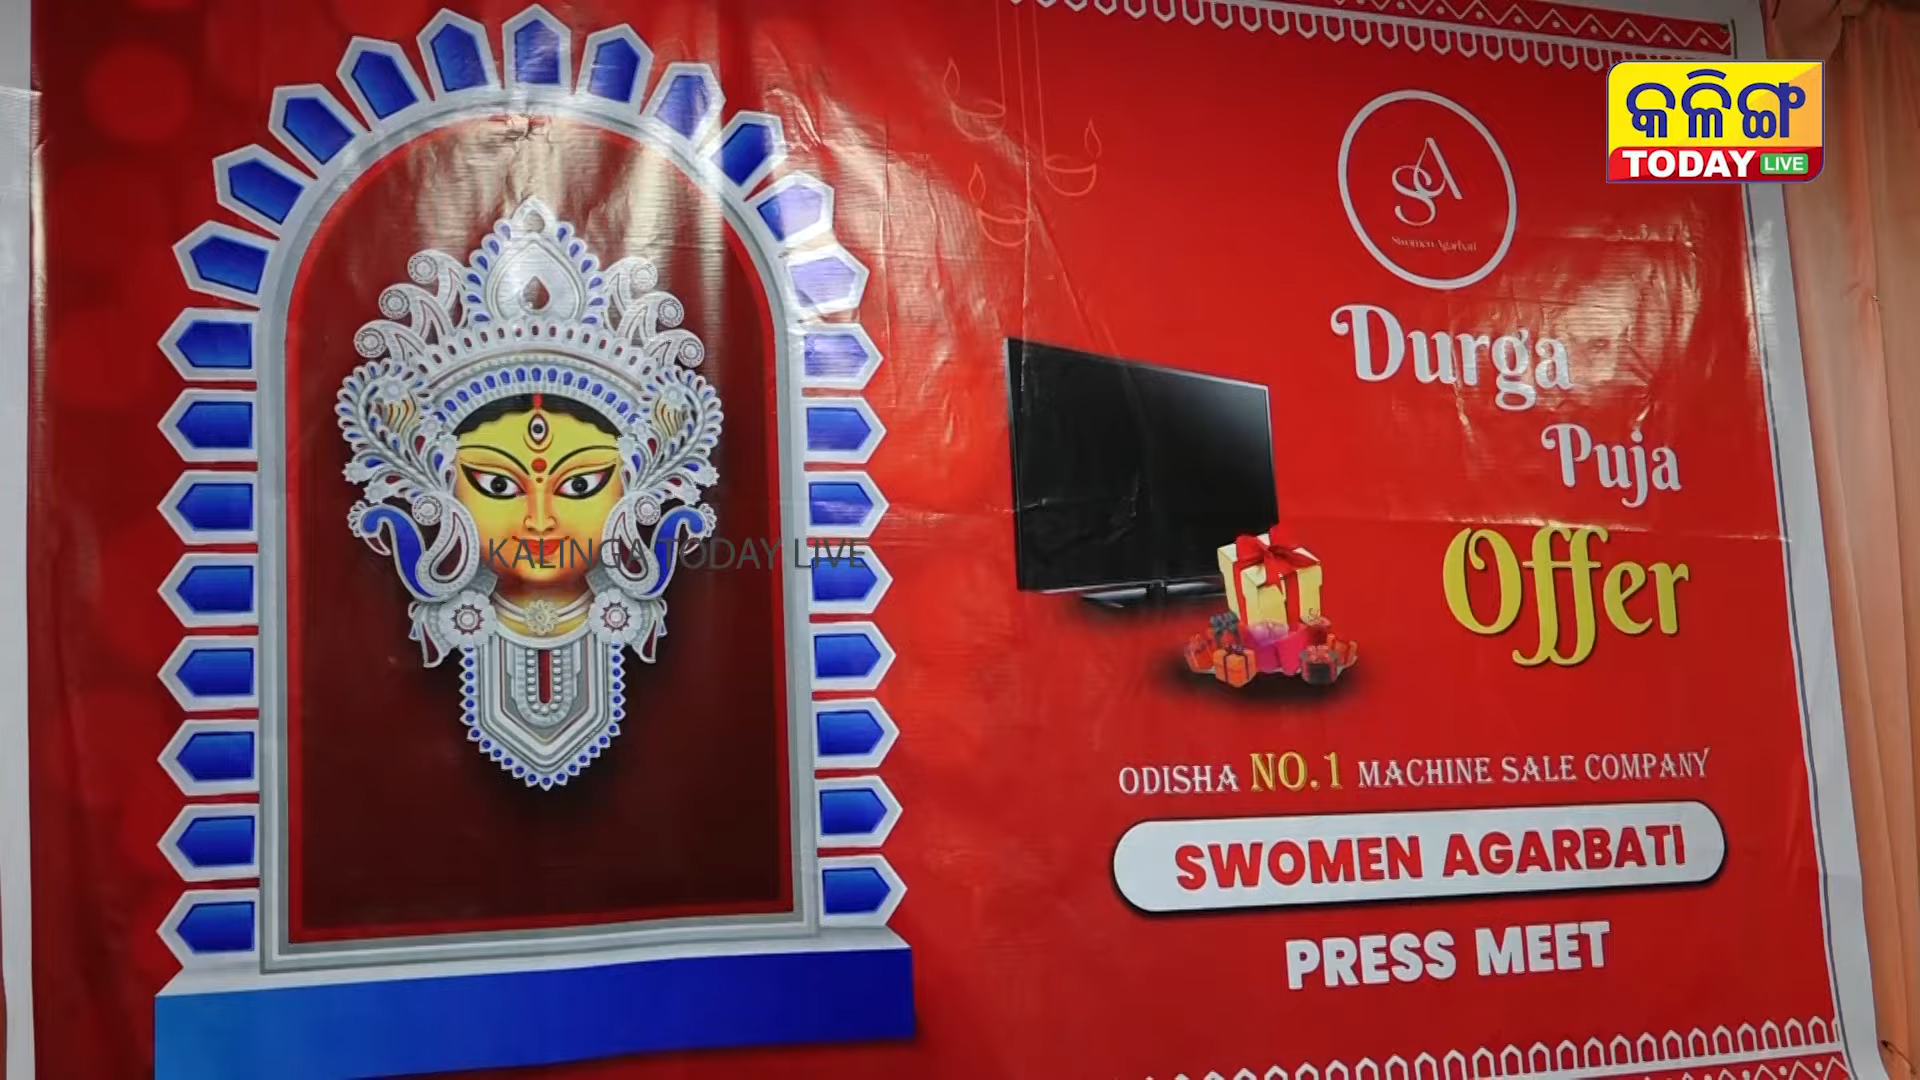 କଳିଙ୍ଗ
TODAY LIVE
SA
Swomen Agarbati
Durga
Puja
Offer
KALINGA TODAY LIVE
ODISHA NO.1 MACHINE SALE COMPANY
SWOMEN AGARBATI
PRESS MEET